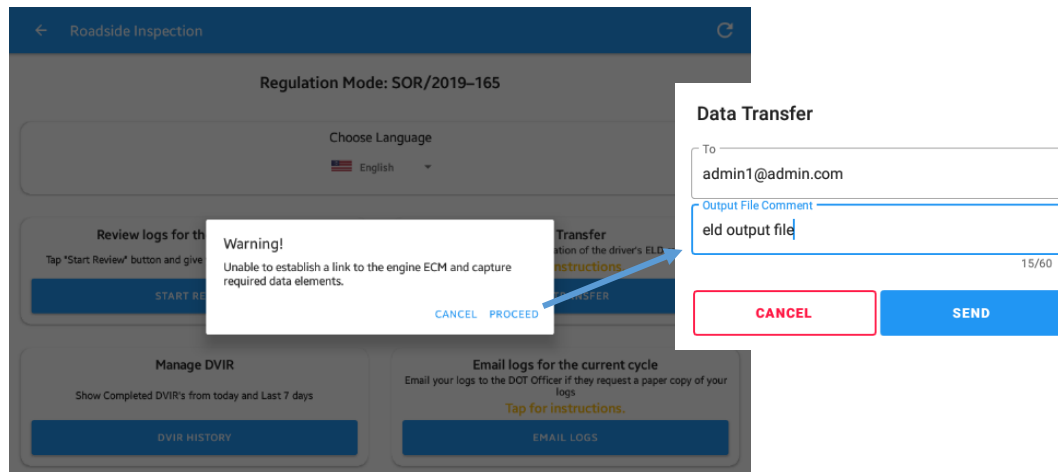 Roadside Inspection
Regulation Mode: SOR/2019–165
Choose Language
English
Review logs for th
Tap "Start Review" button and give
START RE
Transfer
ation of the driver's ELD
nstructions.
TRANSFER
Warning!
Unable to establish a link to the engine ECM and capture
required data elements.
CANCEL PROCEED
Manage DVIR
Show Completed DVIR's from today and Last 7 days
DVIR HISTORY
Email logs for the current cycle
Email your logs to the DOT Officer if they request a paper copy of your
logs
Tap for instructions.
EMAIL LOGS
Data Transfer
To
admin1@admin.com
Output File Comment
eld output file
15/60
CANCEL
SEND